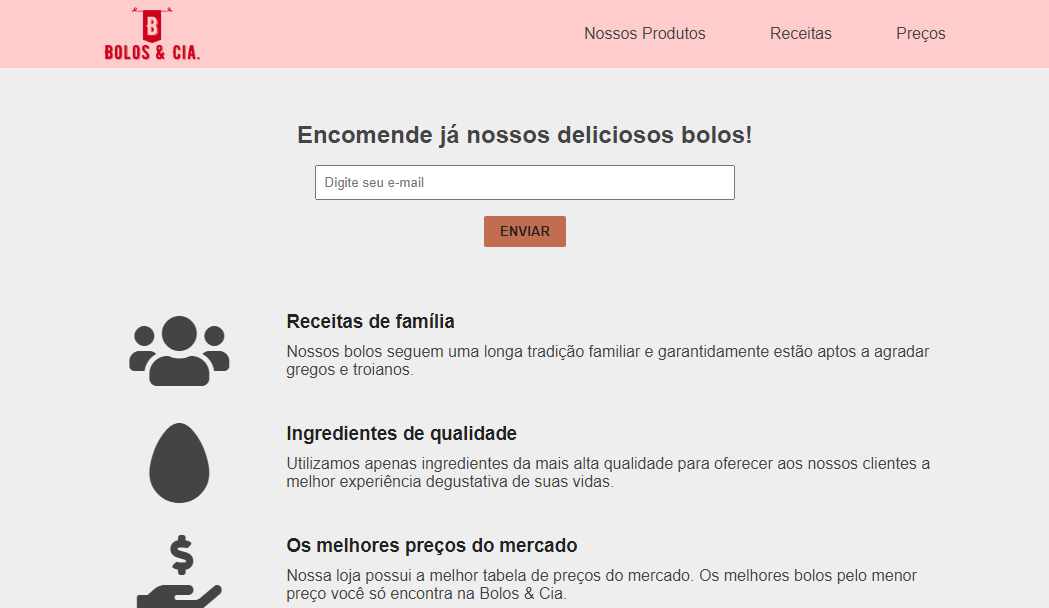 B
BOLOS & CIA.
Nossos Produtos
Receitas
Preços
Encomende já nossos deliciosos bolos!
Digite seu e-mail
ENVIAR
Receitas de família
Nossos bolos seguem uma longa tradição familiar e garantidamente estão aptos a agradar
gregos e troianos.
Ingredientes de qualidade
Utilizamos apenas ingredientes da mais alta qualidade para oferecer aos nossos clientes a
melhor experiência degustativa de suas vidas.
$
Os melhores preços do mercado
Nossa loja possui a melhor tabela de preços do mercado. Os melhores bolos pelo menor
preço você só encontra na Bolos & Cia.